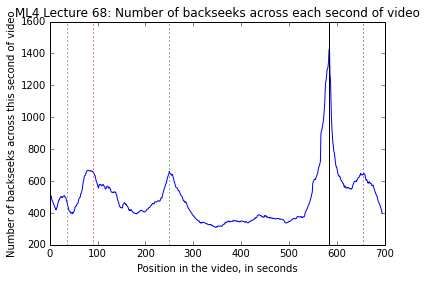 ML4 Lecture 68: Number of backseeks across each second of video
Number of backseeks across this second of video
1600
1400
1200
1000
800
600
400
200
0 100 200 300 400 500 600 700
Position in the video, in seconds